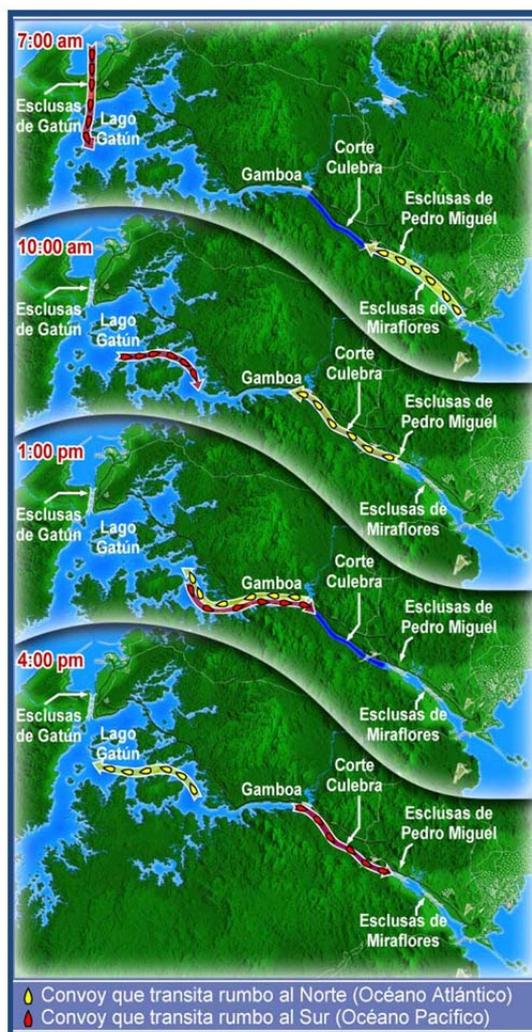 7:00 am
Esclusas
de Gatún
Lago
Gatún
Gamboa
Corte
Culebra
Esclusas de
Pedro Miguel
Esclusas de
Miraflores
10:00 am
Esclusas
de Gatún
Lago
Gatún
Gamboa
Corte
Culebra
Esclusas de
Pedro Miguel
Esclusas de
Miraflores
1:00 pm
Esclusas
de Gatún
Lago
Gatún
Gamboa
Corte
Culebra
Esclusas de
Pedro Miguel
Esclusas de
Miraflores
4:00 pm
Esclusas
de Gatún
Lago
Gatún
Gamboa
Corte
Culebra
Esclusas de
Pedro Miguel
Esclusas de
Miraflores
Convoy que transita rumbo al Norte (Océano Atlántico)
Convoy que transita rumbo al Sur (Océano Pacífico)